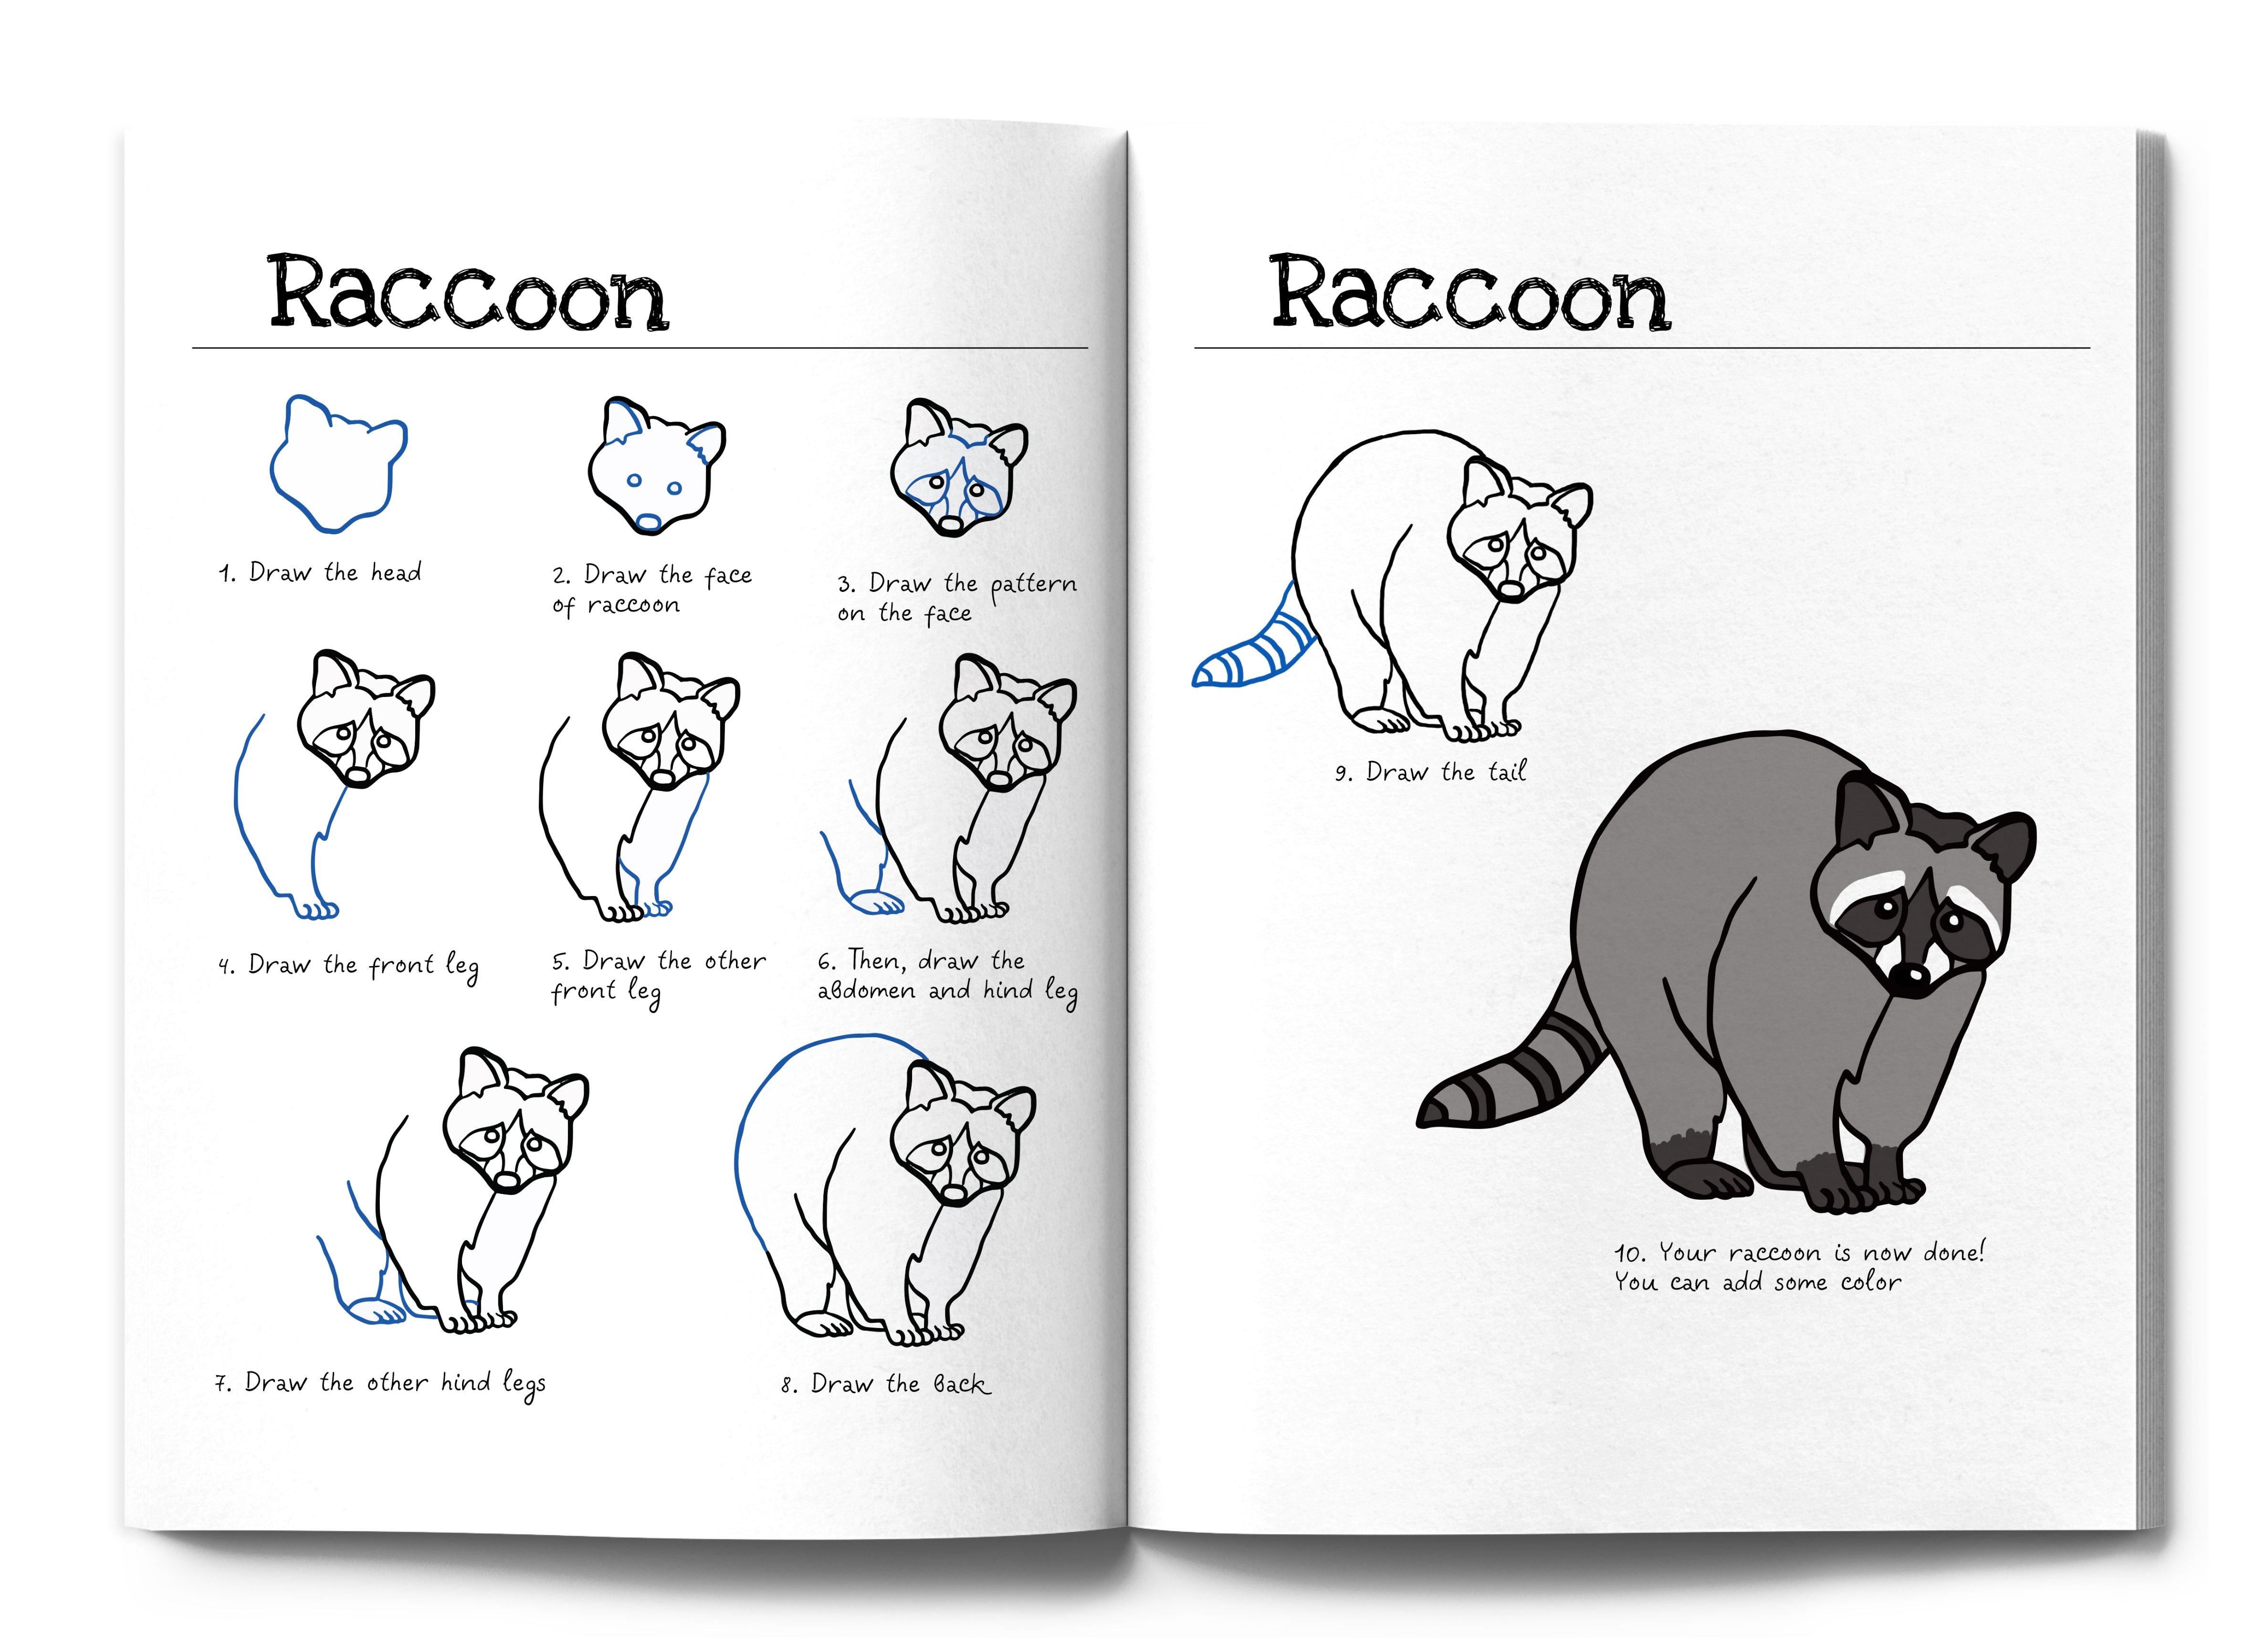 Raccoon
1. Draw the head
2. Draw the face
of raccoon
3. Draw the pattern
on the face
4. Draw the front leg
5. Draw the other
front leg
6. Then, draw the
abdomen and hind leg
7. Draw the other hind legs
8. Draw the back
Raccoon
9. Draw the tail
10. Your raccoon is now done!
You can add some color